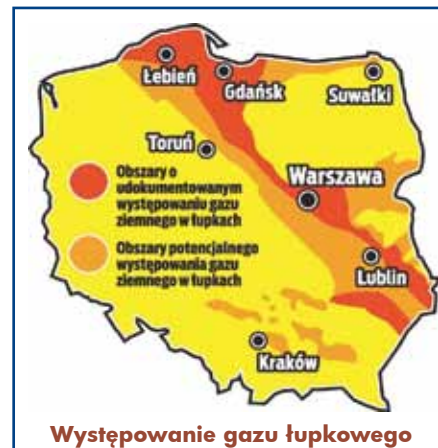 Łebień
Gdańsk
Suwałki
Toruń
Obszary o
udokumentowanym
występowaniu gazu
ziemnego w łupkach
Warszawa
Obszary potencjalnego
występowania gazu
ziemnego w łupkach
Lublin
Kraków
Występowanie gazu łupkowego